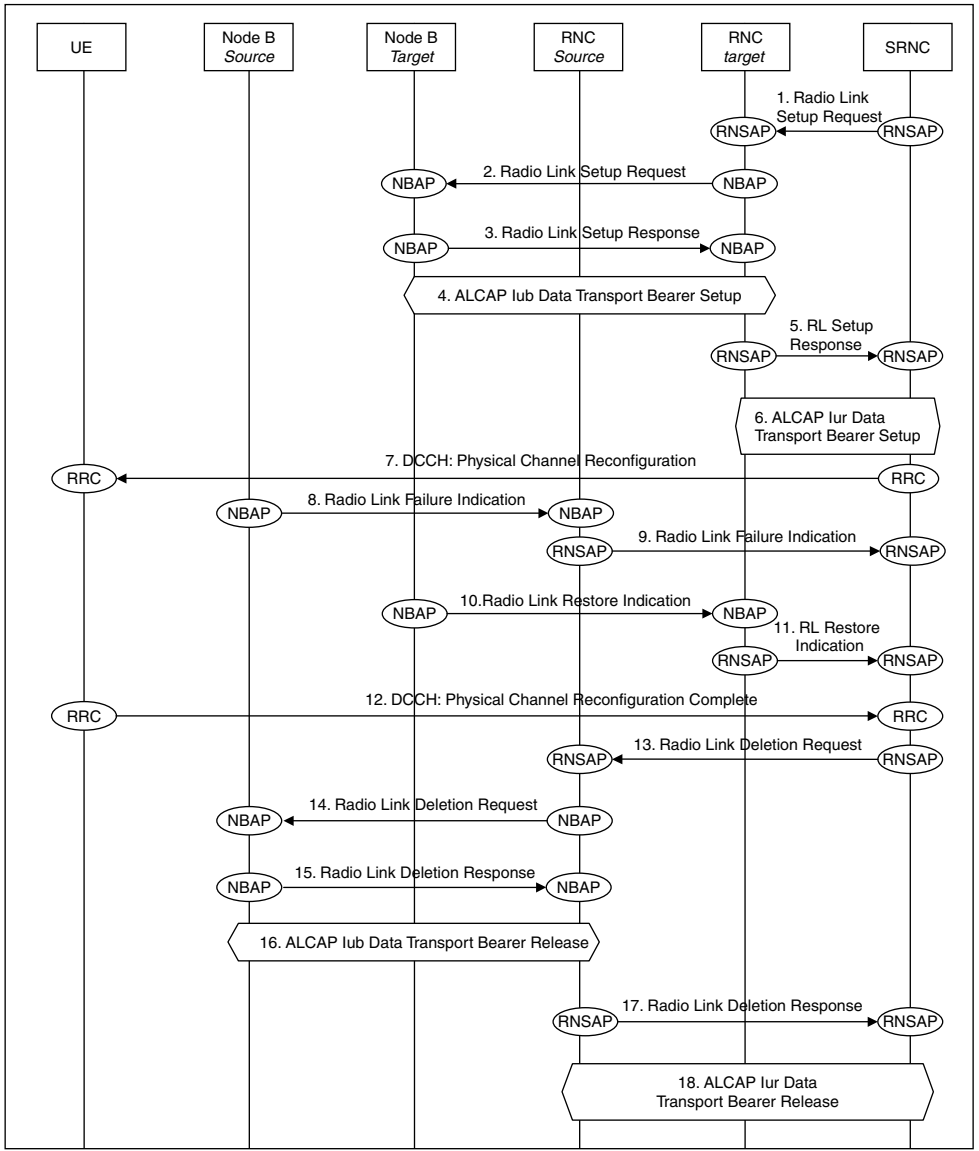 UE
Node B
Source
Node B
Target
RNC
Source
RNC
target
SRNC
1. Radio Link
Setup Request
RNSAP
RNSAP
2. Radio Link Setup Request
NBAP
NBAP
3. Radio Link Setup Response
NBAP
NBAP
4. ALCAP Iub Data Transport Bearer Setup
5. RL Setup
Response
RNSAP
RNSAP
6. ALCAP Iur Data
Transport Bearer Setup
7. DCCH: Physical Channel Reconfiguration
RRC
RRC
8. Radio Link Failure Indication
NBAP
NBAP
9. Radio Link Failure Indication
RNSAP
RNSAP
10.Radio Link Restore Indication
NBAP
NBAP
11. RL Restore
Indication
RNSAP
RNSAP
12. DCCH: Physical Channel Reconfiguration Complete
RRC
RRC
13. Radio Link Deletion Request
RNSAP
RNSAP
14. Radio Link Deletion Request
NBAP
NBAP
15. Radio Link Deletion Response
NBAP
NBAP
16. ALCAP Iub Data Transport Bearer Release
17. Radio Link Deletion Response
RNSAP
RNSAP
18. ALCAP Iur Data
Transport Bearer Release